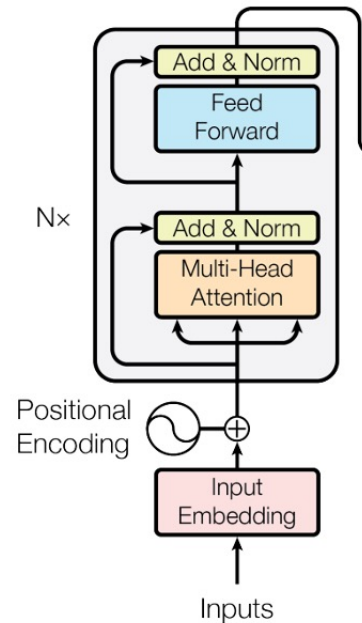 Add & Norm
Feed
Forward
N×
Add & Norm
Multi-Head
Attention
Positional
Encoding
Input
Embedding
Inputs